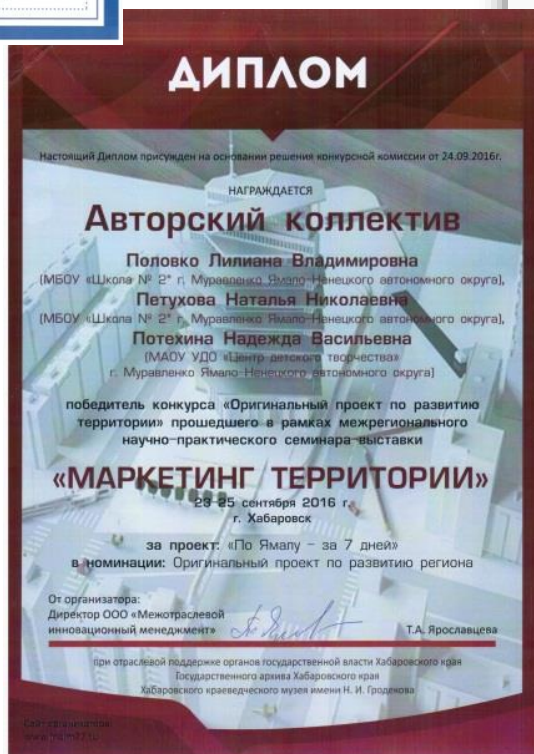 ДИПЛОМ
Настоящий Диплом присужден на основании решения конкурсной комиссии от 24.09.2016г.
НАГРАЖДАЕТСЯ
Авторский коллектив
Половко Лилиана Владимировна
(МБОУ «Школа № 2" г. Муравленко Ямало-Ненецкого автономного округа),
Петухова Наталья Николаевна
(МБОУ «Школа № 2" г. Муравленко Ямало-Ненецкого автономного округа),
Потехина Надежда Васильевна
(МАОУ УДО «Центр детского творчества»
г. Муравленко Ямало-Ненецкого автономного округа)
победитель конкурса «Оригинальный проект по развитию
территории» прошедшего в рамках межрегионального
научно-практического семинара-выставки
«МАРКЕТИНГ ТЕРРИТОРИИ»
23-25 сентября 2016 г.
г. Хабаровск
за проект: «По Ямалу - за 7 дней»
в номинации: Оригинальный проект по развитию региона
От организатора:
Директор ООО «Межотраслевой
инновационный менеджмент»
Т.А. Ярославцева
при отраслевой поддержке органов государственной власти Хабаровского края
Государственного архива Хабаровского края
Хабаровского краеведческого музея имени Н. И. Гродекова